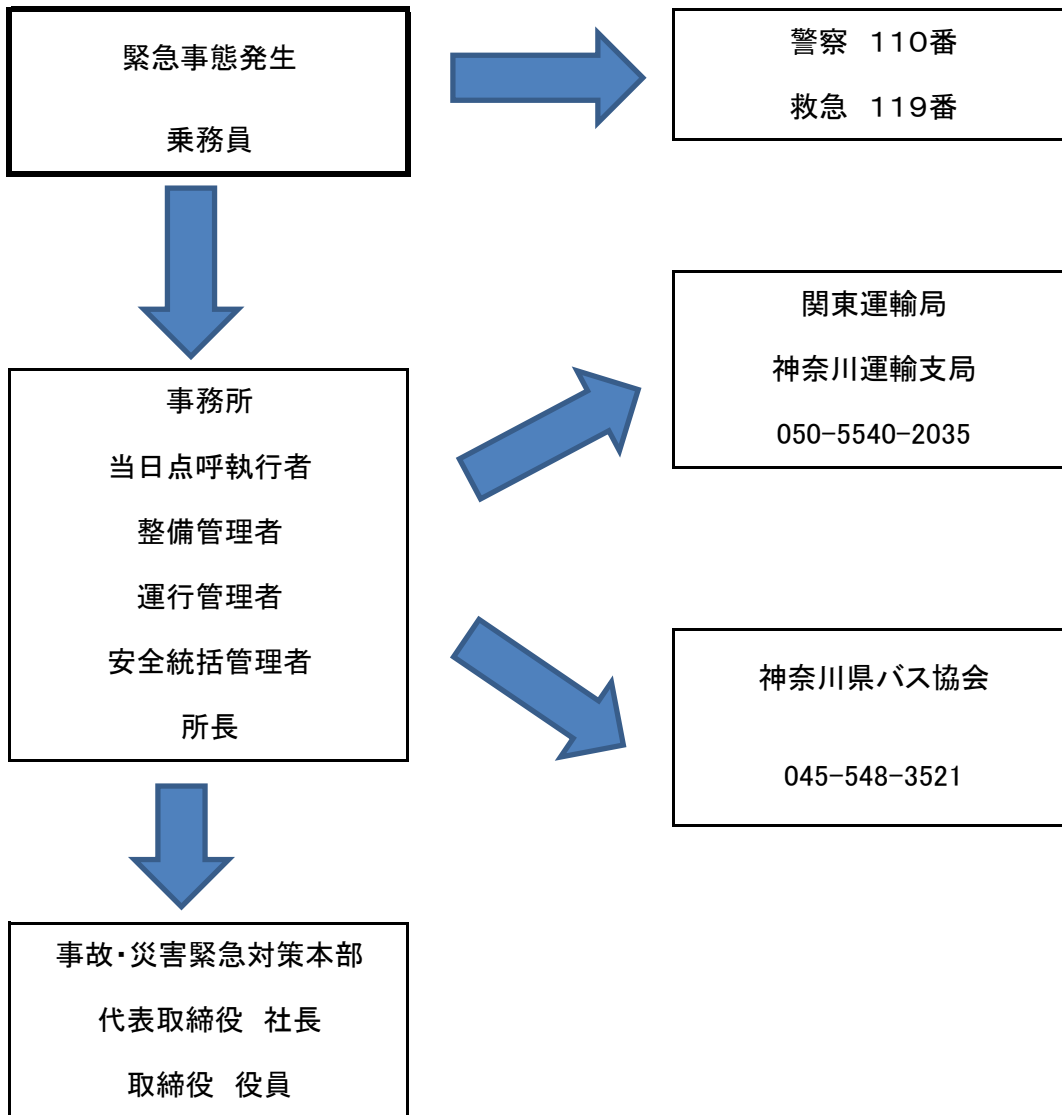 緊急事態発生
乗務員
警察　110番
救急　119番
関東運輸局
神奈川運輸支局
050-5540-2035
事務所
当日点呼執行者
整備管理者
運行管理者
安全統括管理者
所長
神奈川県バス協会
045-548-3521
事故・災害緊急対策本部
代表取締役　社長
取締役　役員